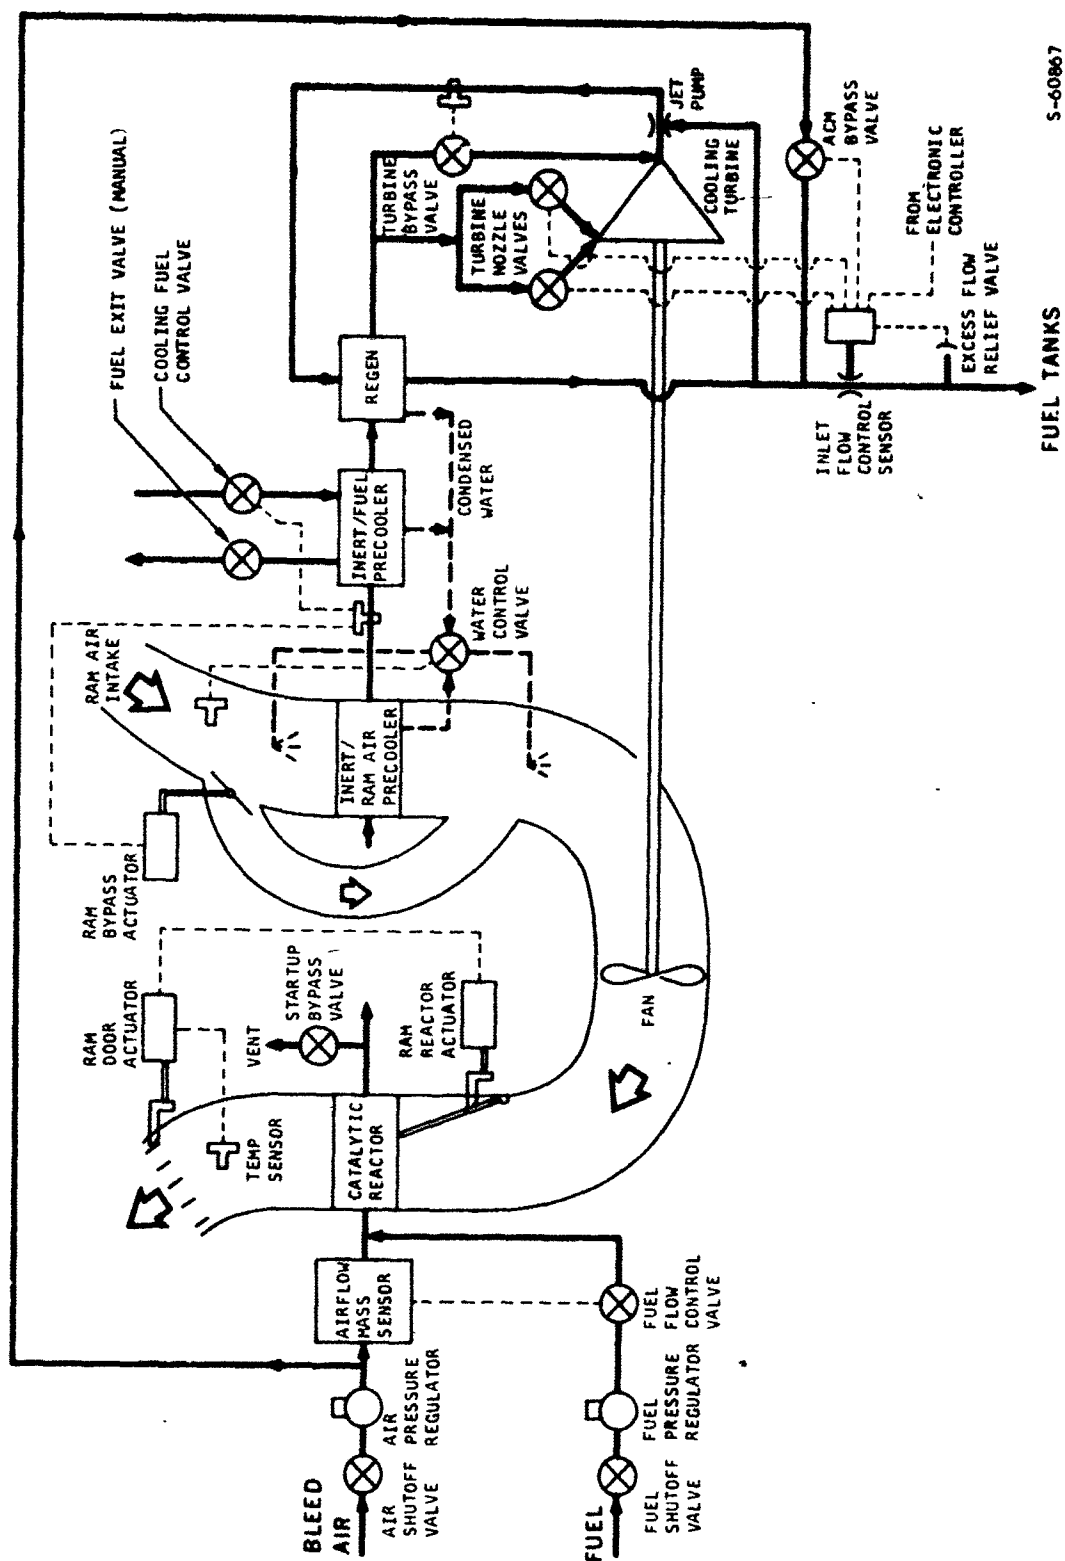 FUEL EXIT VALVE (MANUAL)
COOLING FUEL
CONTROL VALVE
RAM AIR
INTAKE
RAM
BYPASS
ACTUATOR
RAM
DOOR
ACTUATOR
VENT
STARTUP
BYPASS
VALVE
RAM
REACTOR
ACTUATOR
TEMP
SENSOR
CATALYTIC
REACTOR
AIRFLOW
MASS
SENSOR
BLEED
AIR
AIR
SHUTOFF
VALVE
AIR
PRESSURE
REGULATOR
FUEL
FUEL
SHUTOFF
VALVE
FUEL
PRESSURE
REGULATOR
FUEL
FLOW
CONTROL
VALVE
FAN
INERT/
RAM AIR
PRECOOLER
INERT/FUEL
PRECOOLER
REGEN
CONDENSED
WATER
WATER
CONTROL
VALVE
TURBINE
BYPASS
VALVE
TURBINE
NOZZLE
VALVES
COOLING
TURBINE
JET
PUMP
ACM
BYPASS
VALVE
FROM
ELECTRONIC
CONTROLLER
EXCESS FLOW
RELIEF VALVE
INLET
FLOW
CONTROL
SENSOR
FUEL TANKS
S-60867